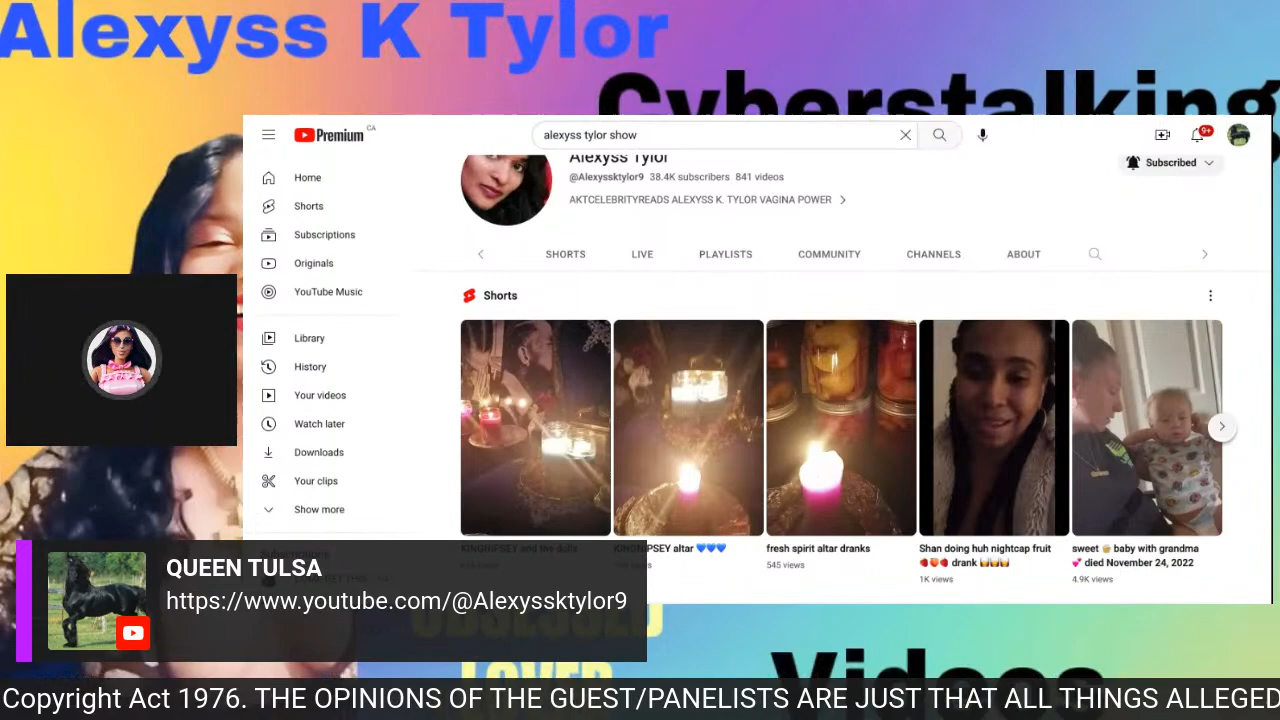 Alexyss K Tylor
Cyberstalking
Premium CA
alexyss tylor show
9+
Home
Shorts
Subscriptions
Originals
YouTube Music
Library
History
Your videos
Watch later
Downloads
Your clips
Show more
Alexyss Tylor
@Alexyssktylor9 38.4K subscribers 841 videos
AKTCELEBRITYREADS ALEXYSS K. TYLOR VAGINA POWER
Subscribed
SHORTS LIVE PLAYLISTS COMMUNITY CHANNELS ABOUT
Shorts
KINGNIPSEY and the dolls
KINGNIPSEY altar 💙💙💙
fresh spirit altar dranks
545 views
Shan doing huh nightcap fruit
drank
1K views
sweet baby with grandma
💕 died November 24, 2022
4.9K views
QUEEN TULSA
https://www.youtube.com/@Alexyssktylor9
OBSESSED
LOVER
Videos
Copyright Act 1976. THE OPINIONS OF THE GUEST/PANELISTS ARE JUST THAT ALL THINGS ALLEGED